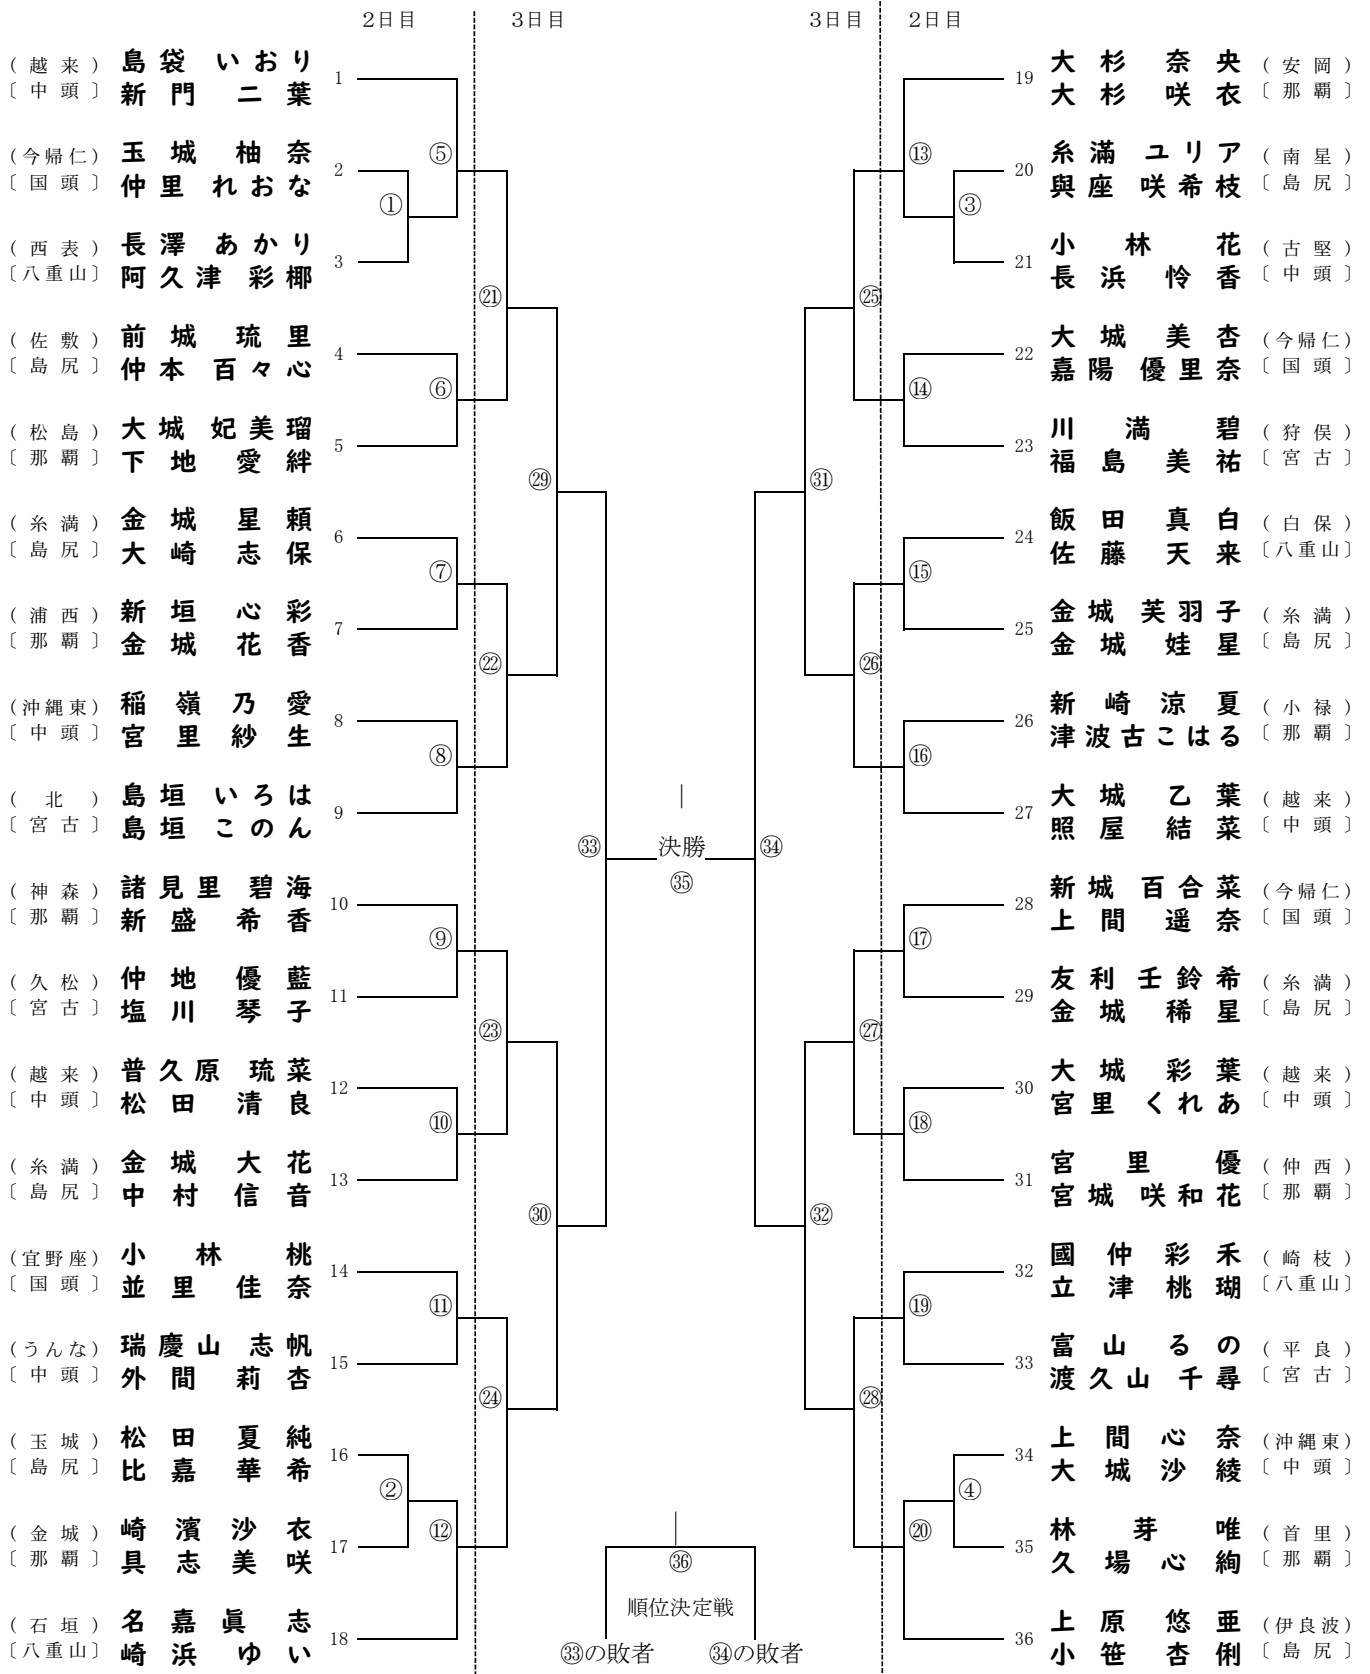 2日目 3日目 3日目 2日目
(越来) 島袋 いおり 1
〔中頭〕 新門 二葉
(今帰仁) 玉城 柚奈 2
〔国頭〕 仲里 れおな
(西表) 長澤 あかり 3
〔八重山〕 阿久津 彩椰
(佐敷) 前城 琉里 4
〔島尻〕 仲本 百々心
(松島) 大城 妃美瑠 5
〔那覇〕 下地 愛絆
(糸満) 金城 星頼 6
〔島尻〕 大崎 志保
(浦西) 新垣 心彩 7
〔那覇〕 金城 花香
(沖縄東) 稲嶺 乃愛 8
〔中頭〕 宮里 紗生
(北) 島垣 いろは 9
〔宮古〕 島垣 このん
(神森) 諸見里 碧海 10
〔那覇〕 新盛 希香
(久松) 仲地 優藍 11
〔宮古〕 塩川 琴子
(越来) 普久原 琉菜 12
〔中頭〕 松田 清良
(糸満) 金城 大花 13
〔島尻〕 中村 信音
(宜野座) 小林 桃 14
〔国頭〕 並里 佳奈
(うんな) 瑞慶山 志帆 15
〔中頭〕 外間 莉杏
(玉城) 松田 夏純 16
〔島尻〕 比嘉 華希
(金城) 崎濱 沙衣 17
〔那覇〕 具志 美咲
(石垣) 名嘉眞 志 18
〔八重山〕 崎浜 ゆい
①
②
⑤
⑥
⑦
⑧
⑨
⑩
⑪
⑫
㉑
㉒
㉓
㉔
㉙
㉚
㉝
|
決勝
㉟
㉞
|
㊱
順位決定戦
㉝の敗者 ㉞の敗者
㉛
㉜
㉕
㉖
㉗
㉘
⑬
⑭
⑮
⑯
⑰
⑱
⑲
⑳
③
④
19 大杉 奈央 (安岡)
大杉 咲衣 〔那覇〕
20 糸満 ユリア (南星)
與座 咲希枝 〔島尻〕
21 小林 花 (古堅)
長浜 怜香 〔中頭〕
22 大城 美杏 (今帰仁)
嘉陽 優里奈 〔国頭〕
23 川満 碧 (狩俣)
福島 美祐 〔宮古〕
24 飯田 真白 (白保)
佐藤 天来 〔八重山〕
25 金城 芙羽子 (糸満)
金城 娃星 〔島尻〕
26 新崎 涼夏 (小禄)
津波古こはる 〔那覇〕
27 大城 乙葉 (越来)
照屋 結菜 〔中頭〕
28 新城 百合菜 (今帰仁)
上間 遥奈 〔国頭〕
29 友利 壬鈴希 (糸満)
金城 稀星 〔島尻〕
30 大城 彩葉 (越来)
宮里 くれあ 〔中頭〕
31 宮里 優 (仲西)
宮城 咲和花 〔那覇〕
32 國仲 彩禾 (崎枝)
立津 桃瑚 〔八重山〕
33 富山 るの (平良)
渡久山 千尋 〔宮古〕
34 上間 心奈 (沖縄東)
大城 沙綾 〔中頭〕
35 林 芽唯 (首里)
久場 心絢 〔那覇〕
36 上原 悠亜 (伊良波)
小笹 杏俐 〔島尻〕